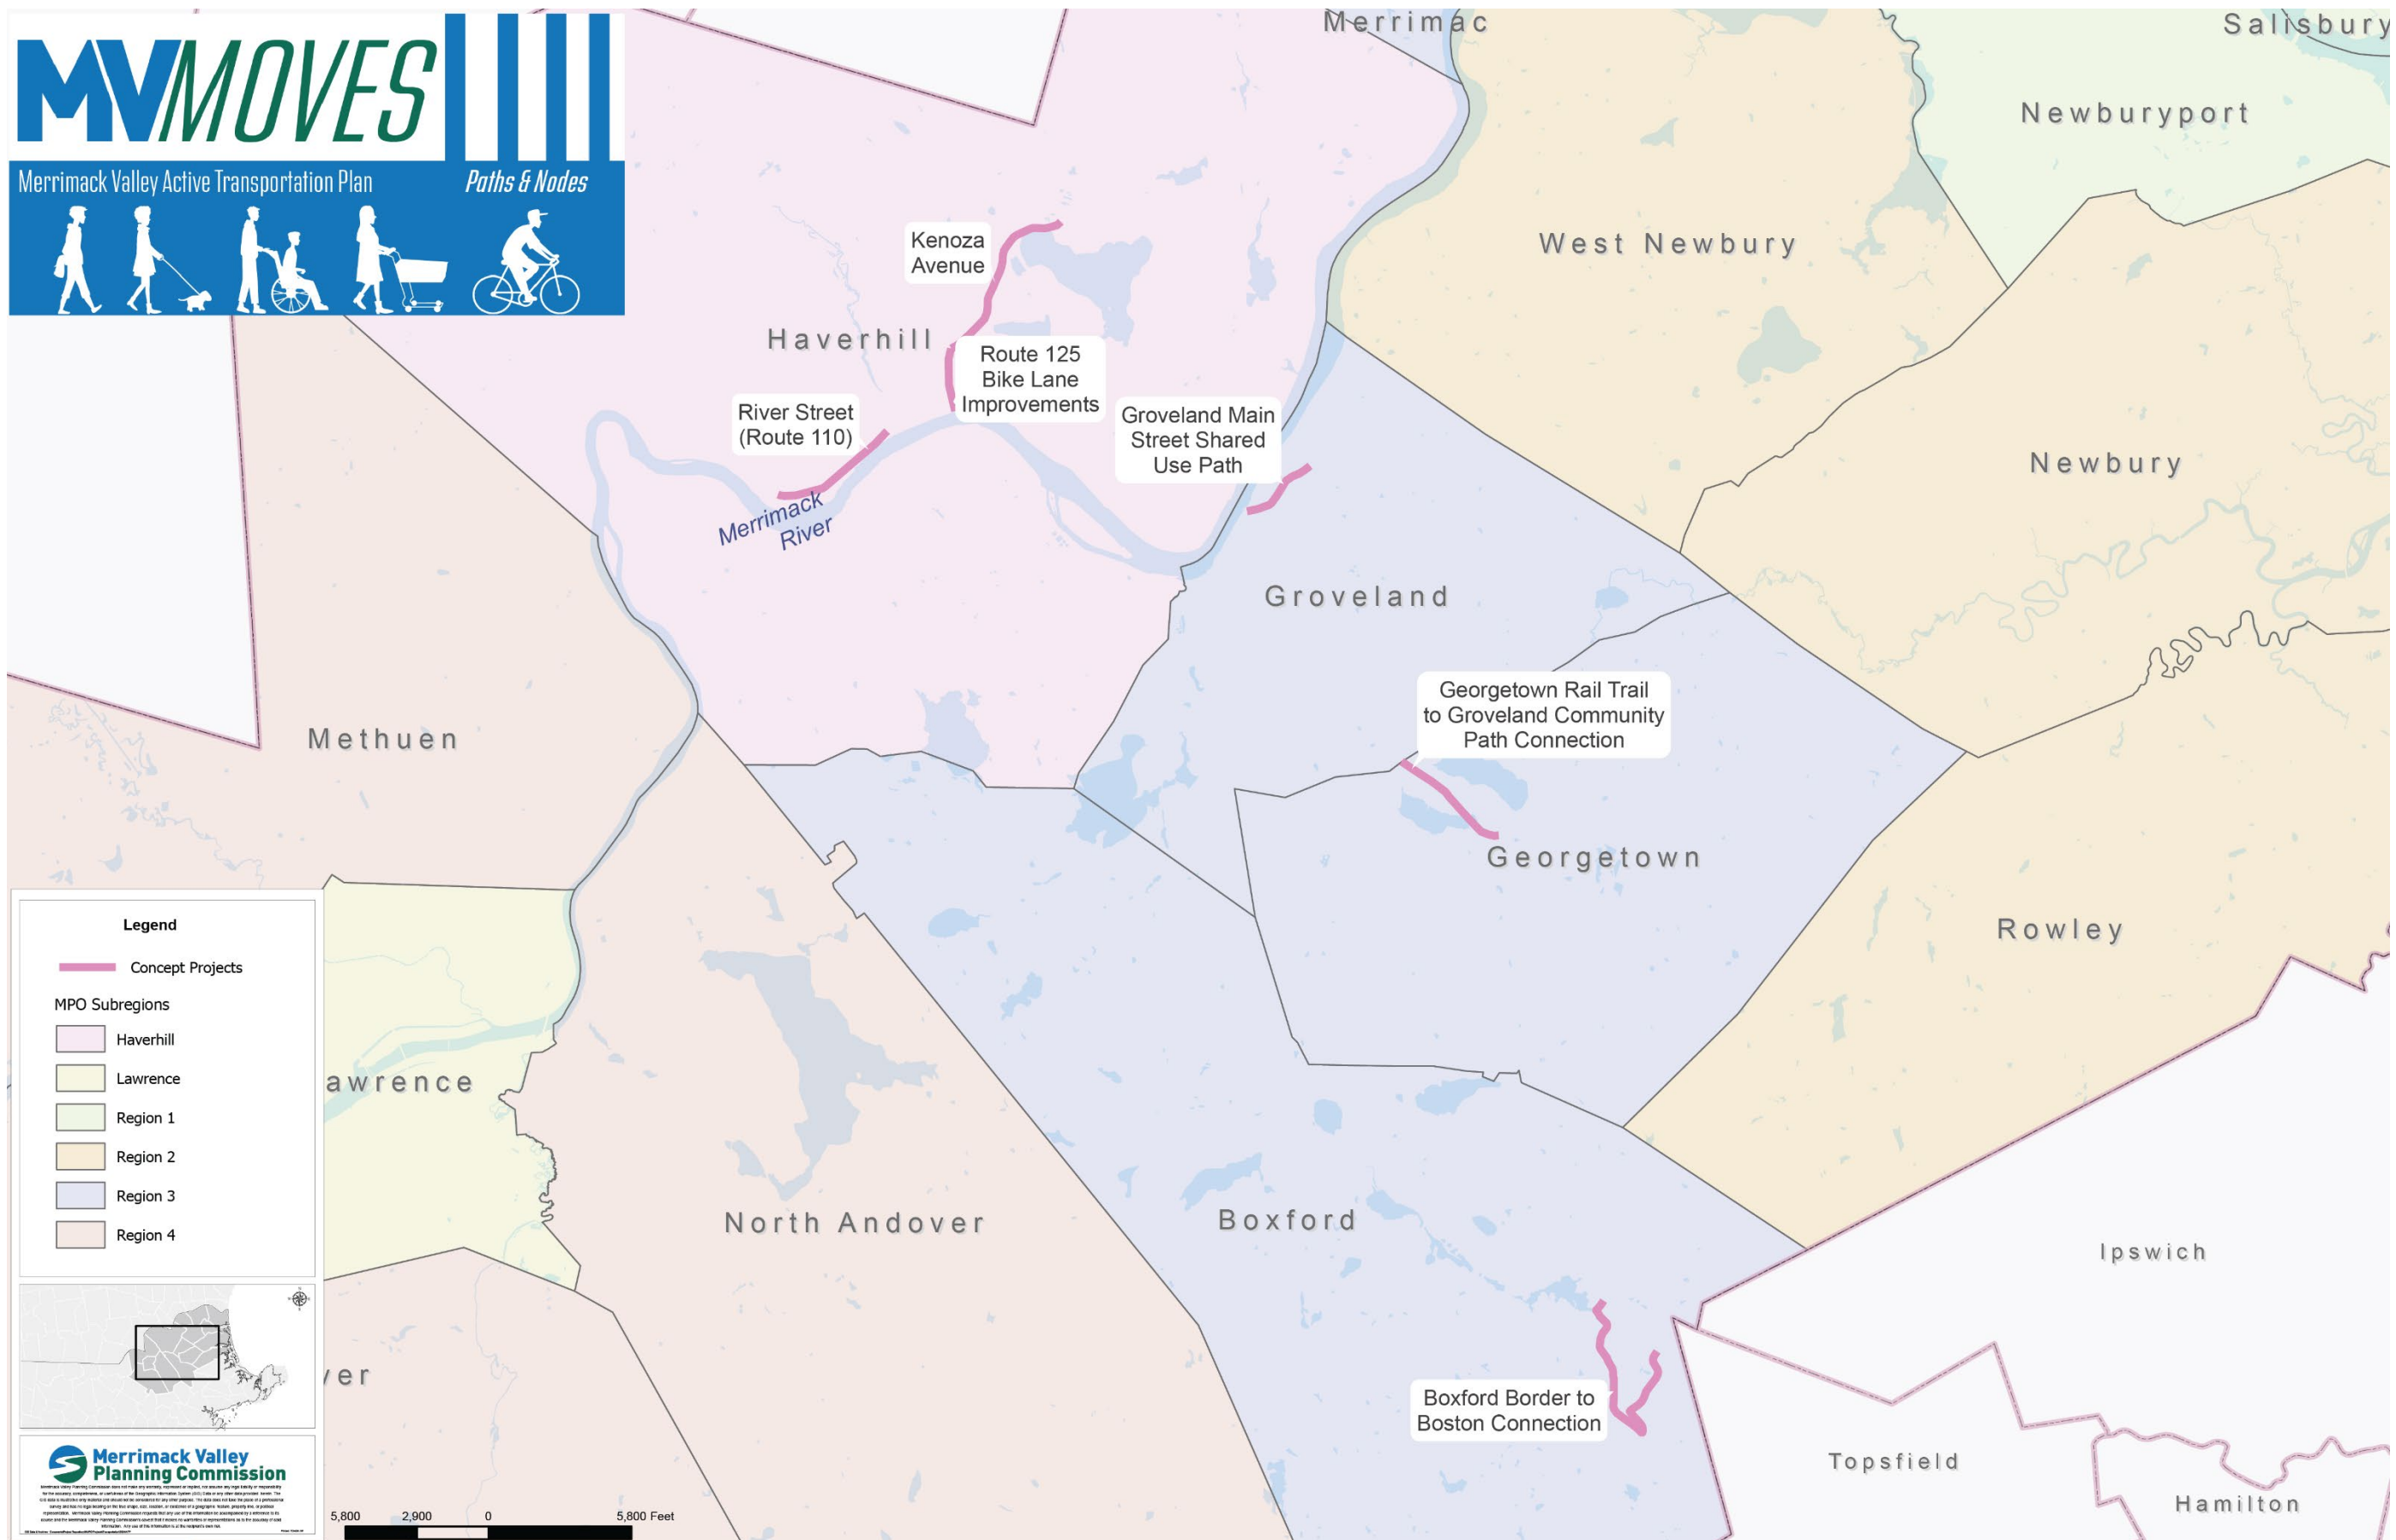 MVMOVES
Merrimack Valley Active Transportation Plan
Paths & Nodes
Merrimac
Salisbury
Newburyport
West Newbury
Kenoza
Avenue
Haverhill
Route 125
Bike Lane
Improvements
River Street
(Route 110)
Groveland Main
Street Shared
Use Path
Merrimack
River
Newbury
Groveland
Georgetown Rail Trail
to Groveland Community
Path Connection
Methuen
Georgetown
Rowley
Legend
Concept Projects
MPO Subregions
Haverhill
Lawrence
Region 1
Region 2
Region 3
Region 4
awrence
North Andover
Boxford
Ipswich
ver
Boxford Border to
Boston Connection
Topsfield
Hamilton
Merrimack Valley
Planning Commission
5,800 2,900 0 5,800 Feet